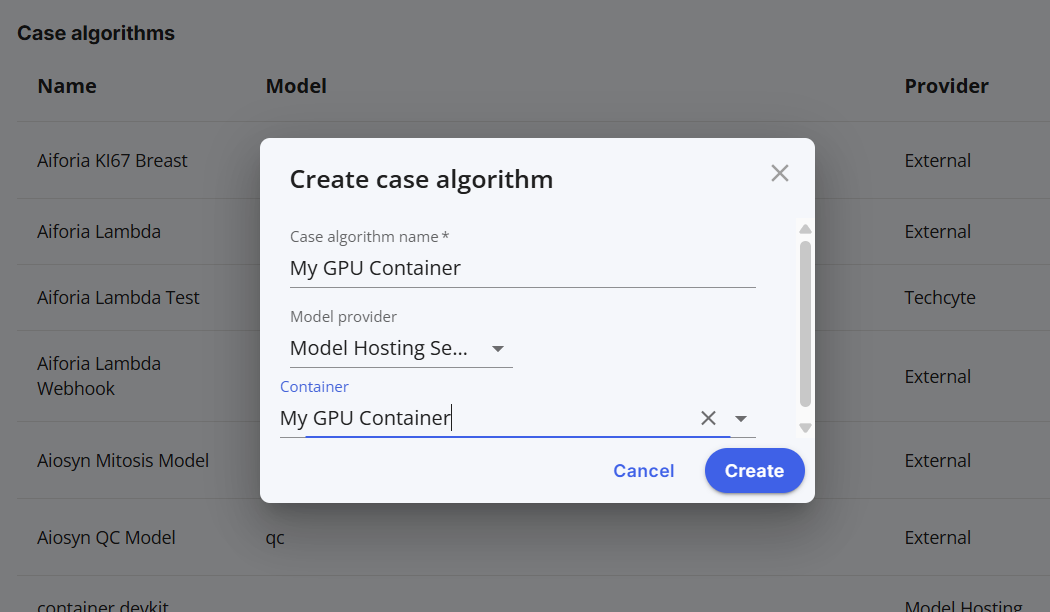 Case algorithms
Name Model Provider
Aiforia KI67 Breast External
Aiforia Lambda External
Aiforia Lambda Test Techcyte
Aiforia Lambda
Webhook External
Aiosyn Mitosis Model External
Aiosyn QC Model qc External
container devkit Model Hosting
Create case algorithm
Case algorithm name *
My GPU Container
Model provider
Model Hosting Se...
Container
My GPU Container
Cancel Create